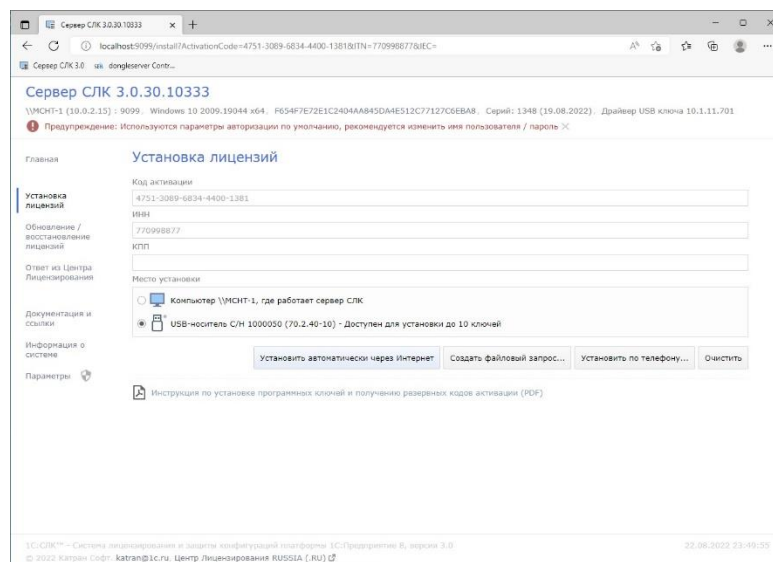 Сервер СЛК 3.0.30.10333
localhost:9099/install?ActivationCode=4751-3089-6834-4400-1381&ITN=770998877&IEC=
Сервер СЛК 3.0
dongleserver Contr...
Сервер СЛК 3.0.30.10333
\\МСНТ-1 (10.0.2.15) : 9099, Windows 10 2009.19044 x64, F654F7E72E1C2404AA845DA4E512C77127C6EBA8, Серий: 1348 (19.08.2022), Драйвер USB ключа 10.1.11.701
Предупреждение: Используются параметры авторизации по умолчанию, рекомендуется изменить имя пользователя / пароль
Главная
Установка лицензий
Обновление / восстановление лицензий
Ответ из Центра Лицензирования
Документация и ссылки
Информация о системе
Параметры
Установка лицензий
Код активации
4751-3089-6834-4400-1381
ИНН
770998877
КПП
Место установки
Компьютер \\МСНТ-1, где работает сервер СЛК
USB-носитель С/Н 1000050 (70.2.40-10) - Доступен для установки до 10 ключей
Установить автоматически через Интернет
Создать файловый запрос...
Установить по телефону...
Очистить
Инструкция по установке программных ключей и получению резервных кодов активации (PDF)
1С:СЛК™ – Система лицензирования и защиты конфигураций платформы 1С:Предприятие 8, версия 3.0
22.08.2022 23:49:55
© 2022 Катран Софт, katran@1c.ru, Центр Лицензирования RUSSIA (.RU)